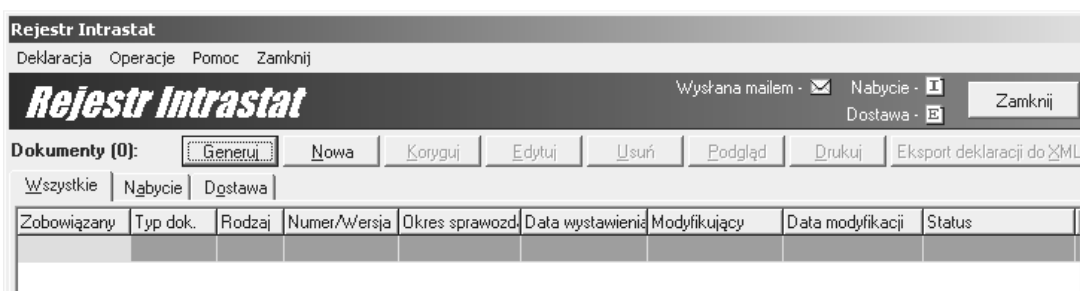 Rejestr Intrastat
Deklaracja Operacje Pomoc Zamknij
Rejestr Intrastat
Wysłana mailem - Nabycie - I
Dostawa - E
Zamknij
Dokumenty (0): Generuj Nowa Koryguj Edytuj Usuń Podgląd Drukuj Eksport deklaracji do XML
Wszystkie Nabycie Dostawa
Zobowiązany Typ dok. Rodzaj Numer/Wersja Okres sprawozd Data wystawienia Modyfikujący Data modyfikacji Status